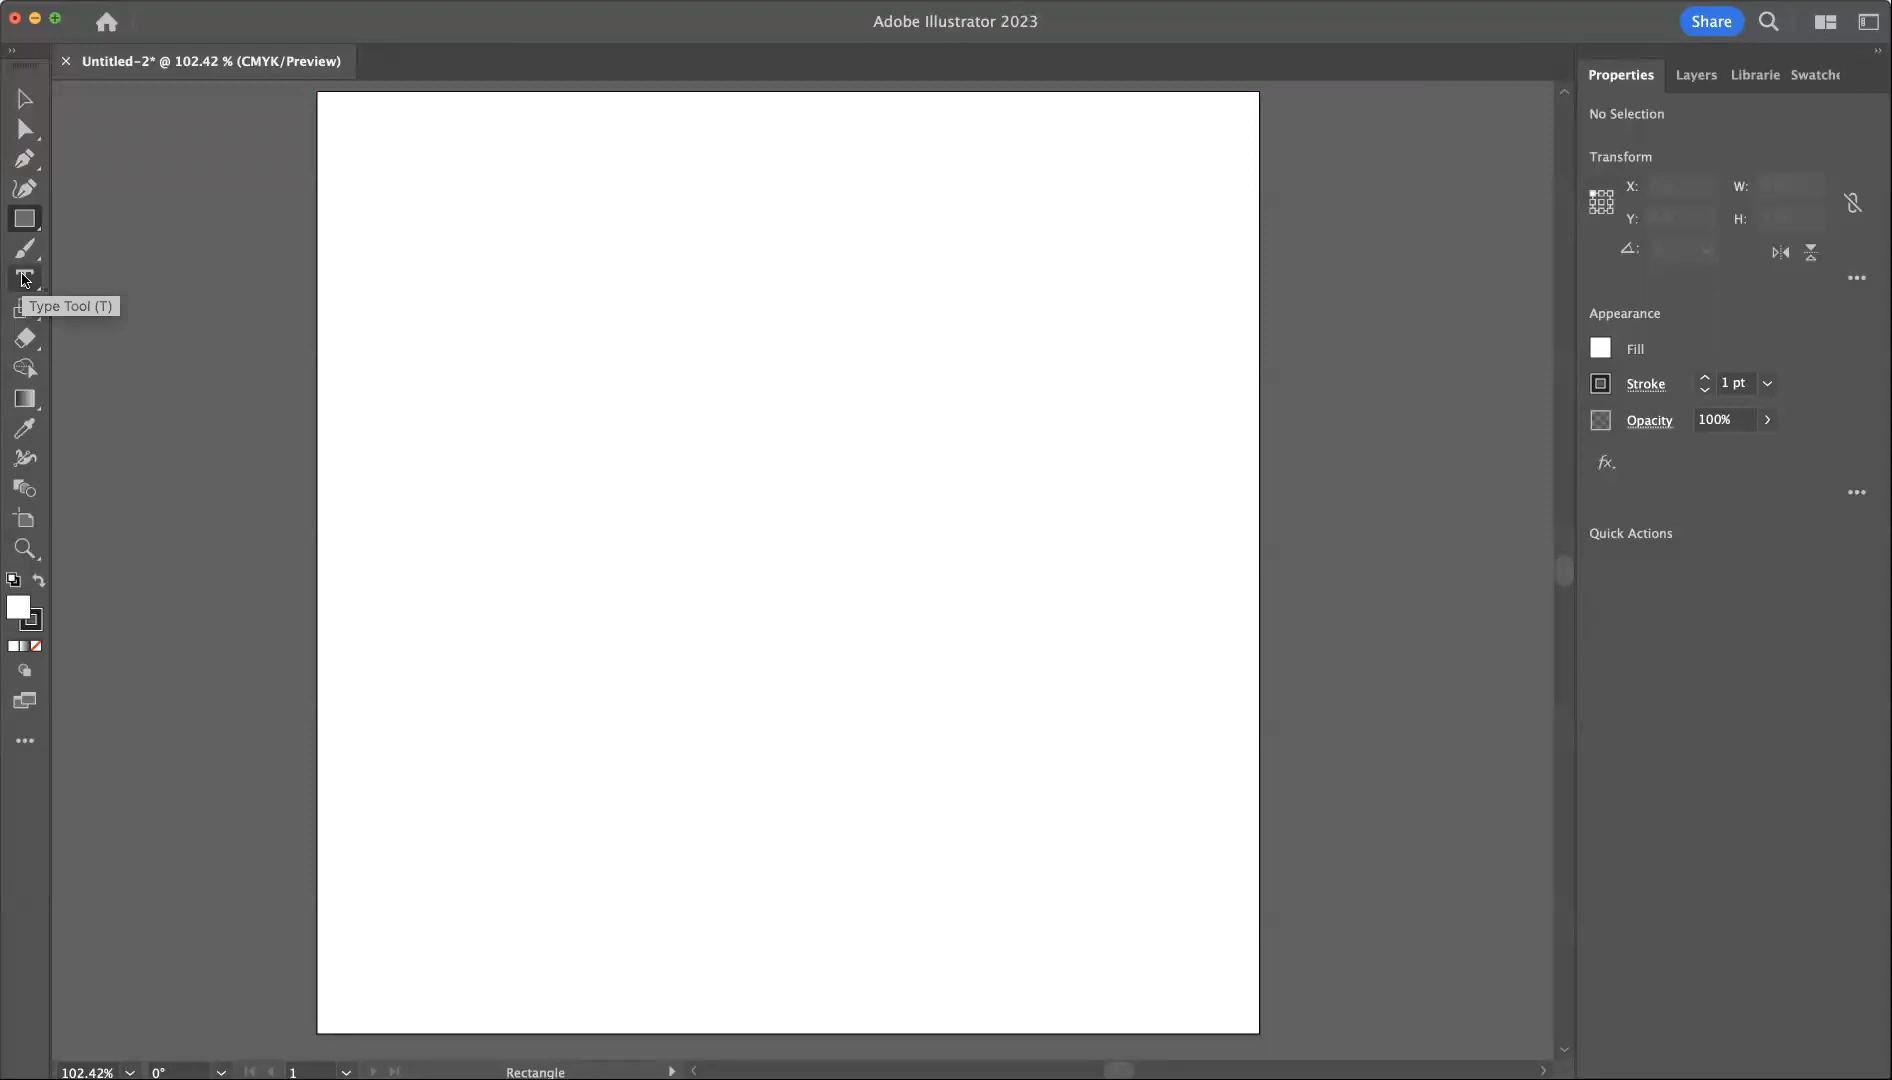 Adobe Illustrator 2023
Share
Untitled-2* @ 102.42 % (CMYK/Preview)
Properties
Layers
Librarie
Swatche
No Selection
Transform
X:
W:
Y:
H:
Type Tool (T)
Appearance
Fill
Stroke
1 pt
Opacity
100%
fx.
Quick Actions
102.42%
0°
1
Rectangle